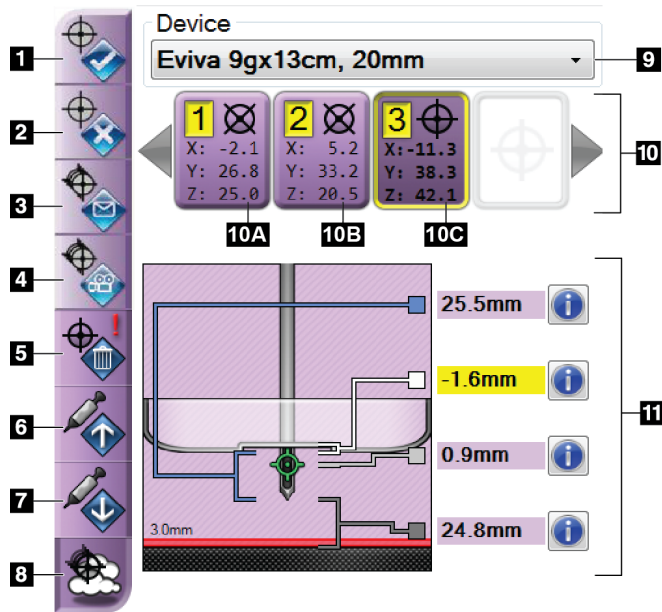 Device
1
Eviva 9gx13cm, 20mm
9
2
1
X: -2.1
Y: 26.8
Z: 25.0
2
X: 5.2
Y: 33.2
Z: 20.5
3
X:-11.3
Y: 38.3
Z: 42.1
10
3
10A
10B
10C
4
25.5mm
5
-1.6mm
11
6
0.9mm
7
3.0mm
24.8mm
8